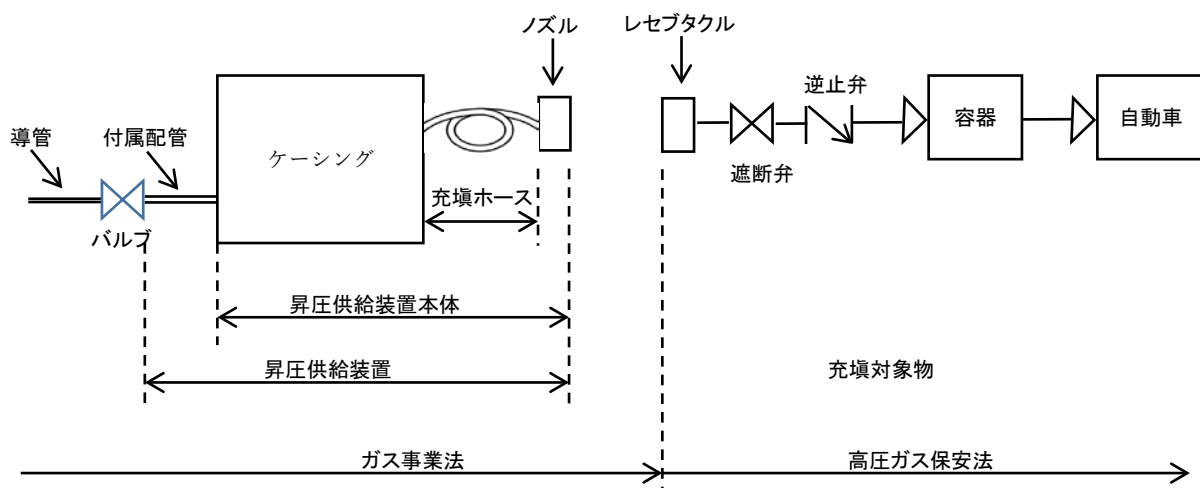 ノズル
レセブタクル
逆止弁
導管
付属配管
ケーシング
容器
自動車
遮断弁
充塡ホース
バルブ
昇圧供給装置本体
昇圧供給装置
充塡対象物
ガス事業法
高圧ガス保安法